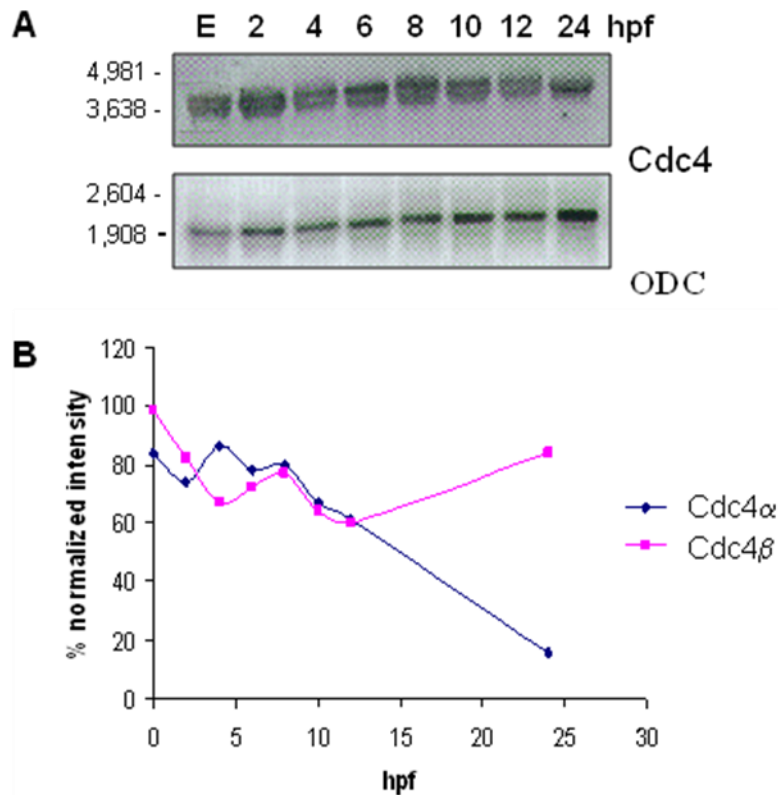 A
E 2 4 6 8 10 12 24 hpf
4,981 -
3,638 -
Cdc4
2,604 -
1,908 -
ODC
B
120
100
80
60
40
20
0
% normalized intensity
0 5 10 15 20 25 30
hpf
Cdc4α
Cdc4β